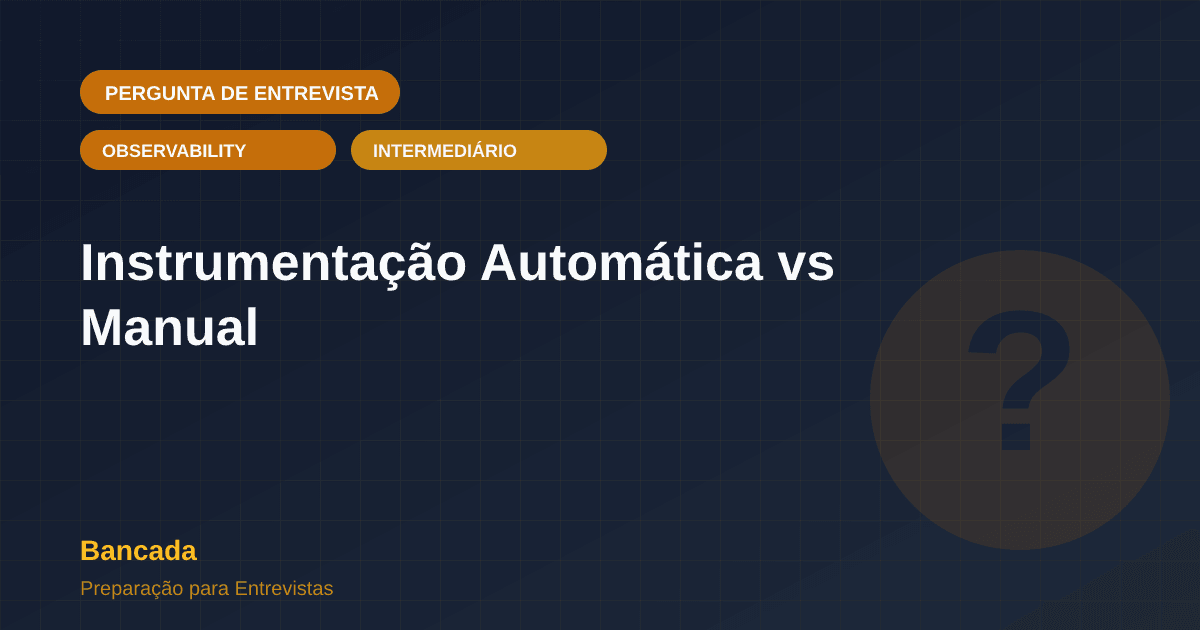 PERGUNTA DE ENTREVISTA
OBSERVABILITY
INTERMEDIÁRIO
Instrumentação Automática vs
Manual
?
Bancada
Preparação para Entrevistas